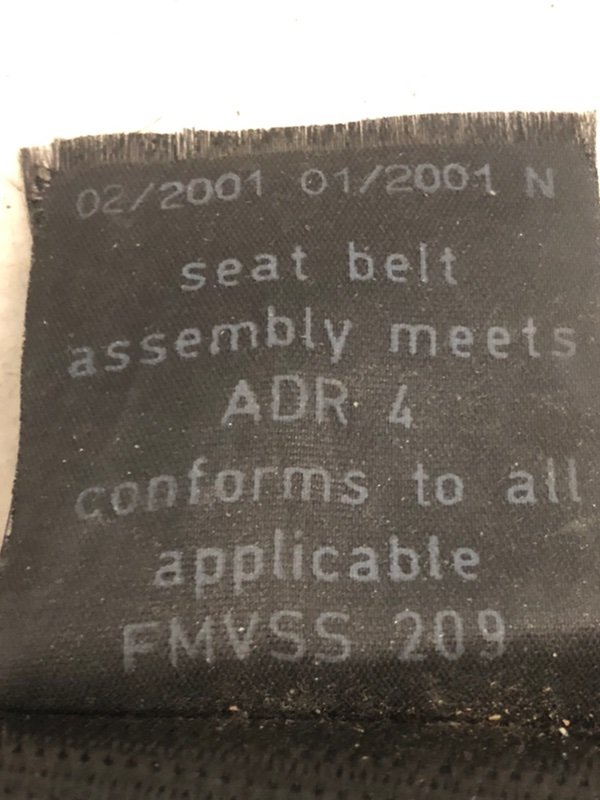 02/2001 01/2001 N
seat belt
assembly meets
ADR 4
conforms to all
applicable
FMVSS 209